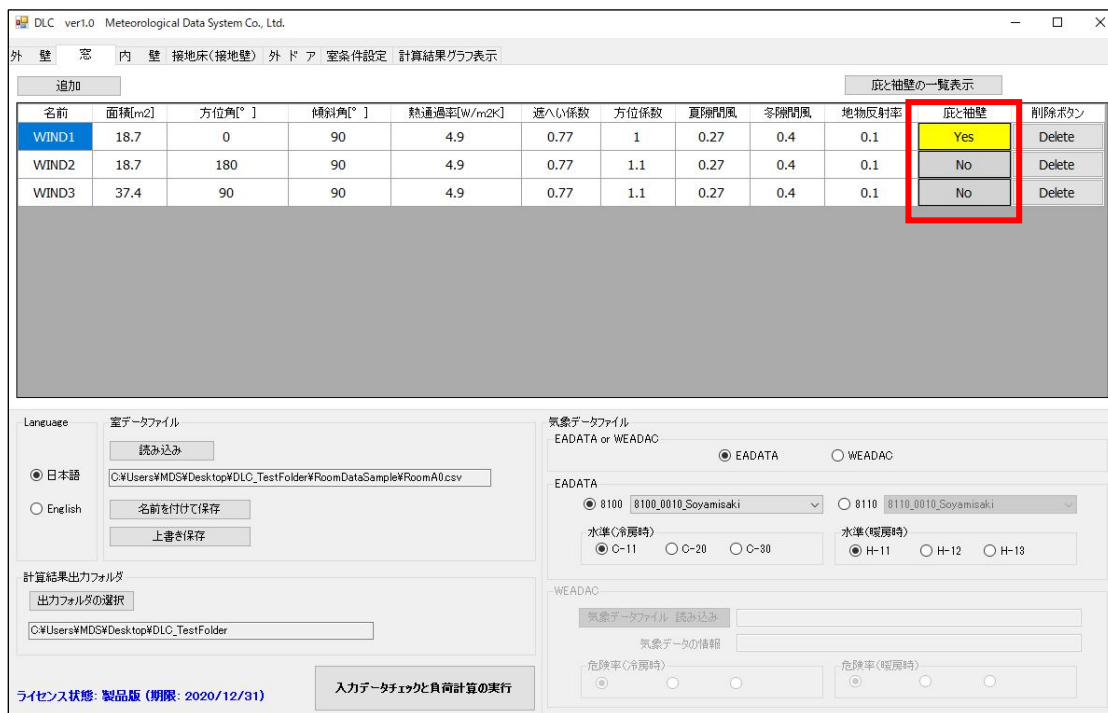 DLC ver1.0 Meteorological Data System Co., Ltd.
外 壁 窓 内 壁 接地床(接地壁) 外 ド ア 室条件設定 計算結果グラフ表示
追加 庇と袖壁の一覧表示
名前 面積[m2] 方位角[° ] 傾斜角[° ] 熱通過率[W/m2K] 遮へい係数 方位係数 夏隙間風 冬隙間風 地物反射率 庇と袖壁 削除ボタン
WIND1 18.7 0 90 4.9 0.77 1 0.27 0.4 0.1 Yes Delete
WIND2 18.7 180 90 4.9 0.77 1.1 0.27 0.4 0.1 No Delete
WIND3 37.4 90 90 4.9 0.77 1.1 0.27 0.4 0.1 No Delete
Language
日本語
English
室データファイル
読み込み
C:¥Users¥MDS¥Desktop¥DLC_TestFolder¥RoomDataSample¥RoomA0.csv
名前を付けて保存
上書き保存
計算結果出力フォルダ
出力フォルダの選択
C:¥Users¥MDS¥Desktop¥DLC_TestFolder
ライセンス状態: 製品版 (期限: 2020/12/31)
入力データチェックと負荷計算の実行
気象データファイル
EADATA or WEADAC
EADATA WEADAC
EADATA
8100 8100_0010_Soyamisaki 8110 8110_0010_Soyamisaki
水準(冷房時) 水準(暖房時)
C-11 C-20 C-30 H-11 H-12 H-13
WEADAC
気象データファイル 読み込み
気象データの情報
危険率(冷房時) 危険率(暖房時)